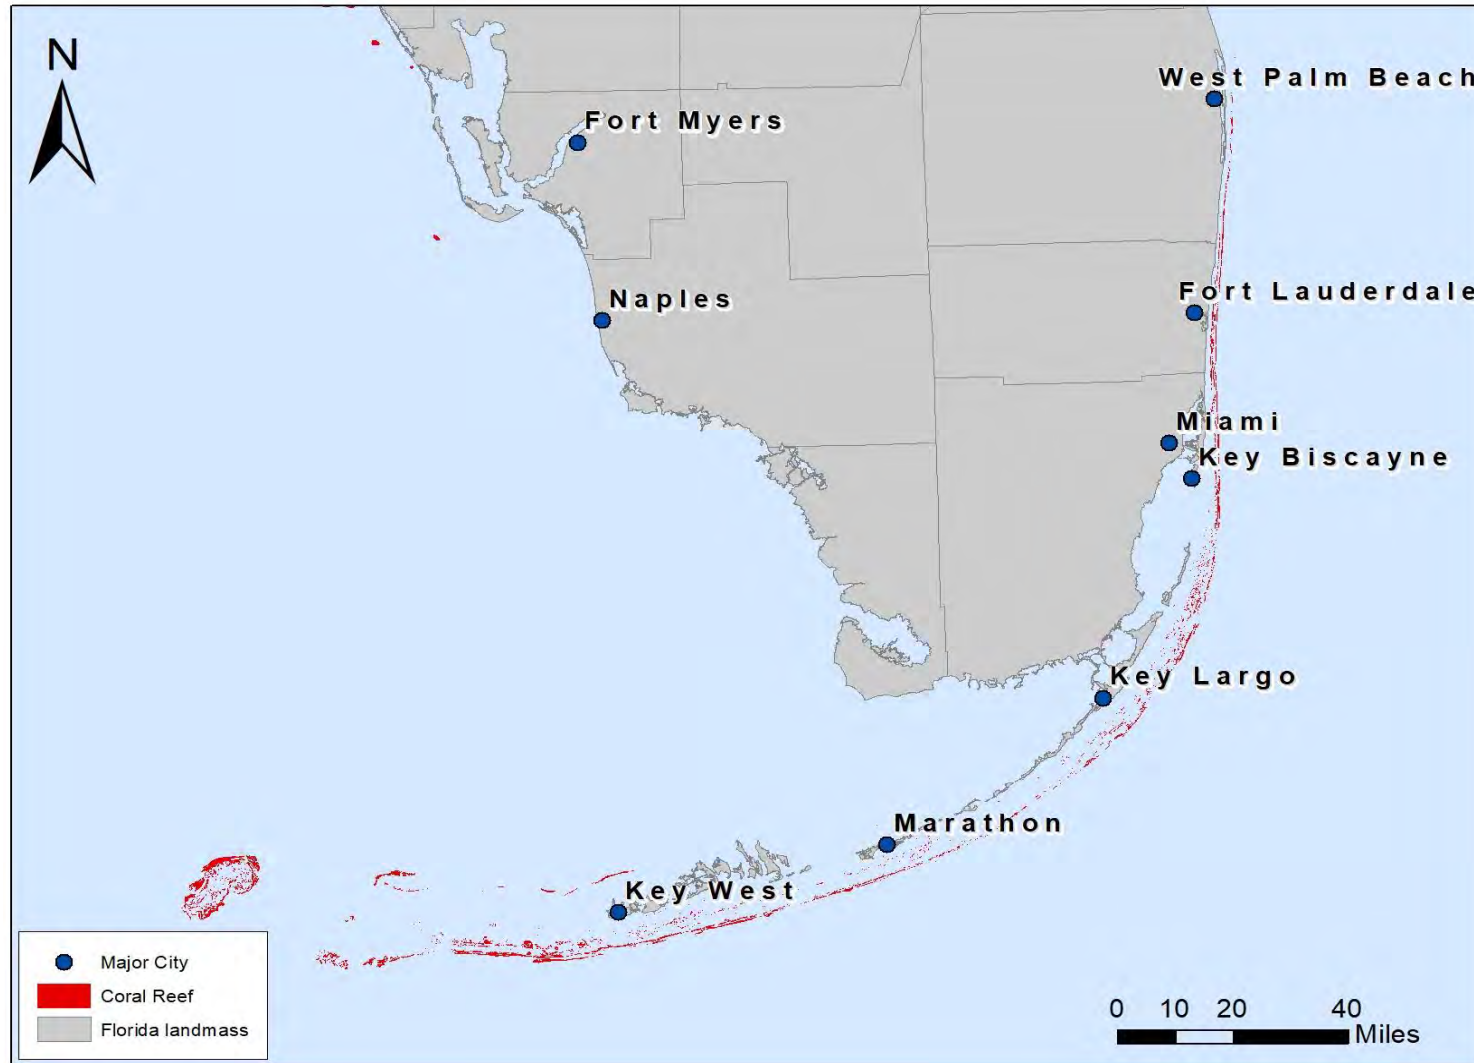 N
West Palm Beach
Fort Myers
Fort Lauderdale
Naples
Miami
Key Biscayne
Key Largo
Marathon
Key West
Major City
Coral Reef
Florida landmass
0 10 20 40
Miles